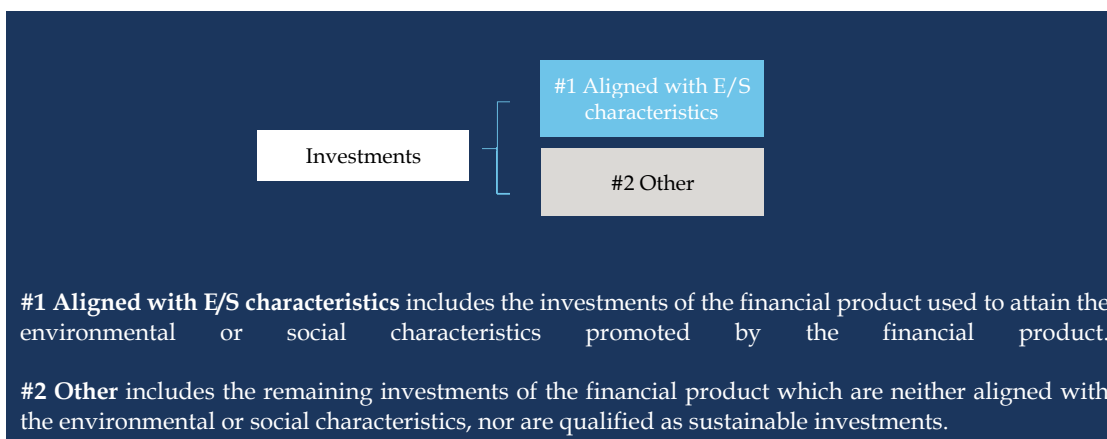 #1 Aligned with E/S
characteristics
Investments
#2 Other
#1 Aligned with E/S characteristics includes the investments of the financial product used to attain the
environmental or social characteristics promoted by the financial product.
#2 Other includes the remaining investments of the financial product which are neither aligned with
the environmental or social characteristics, nor are qualified as sustainable investments.